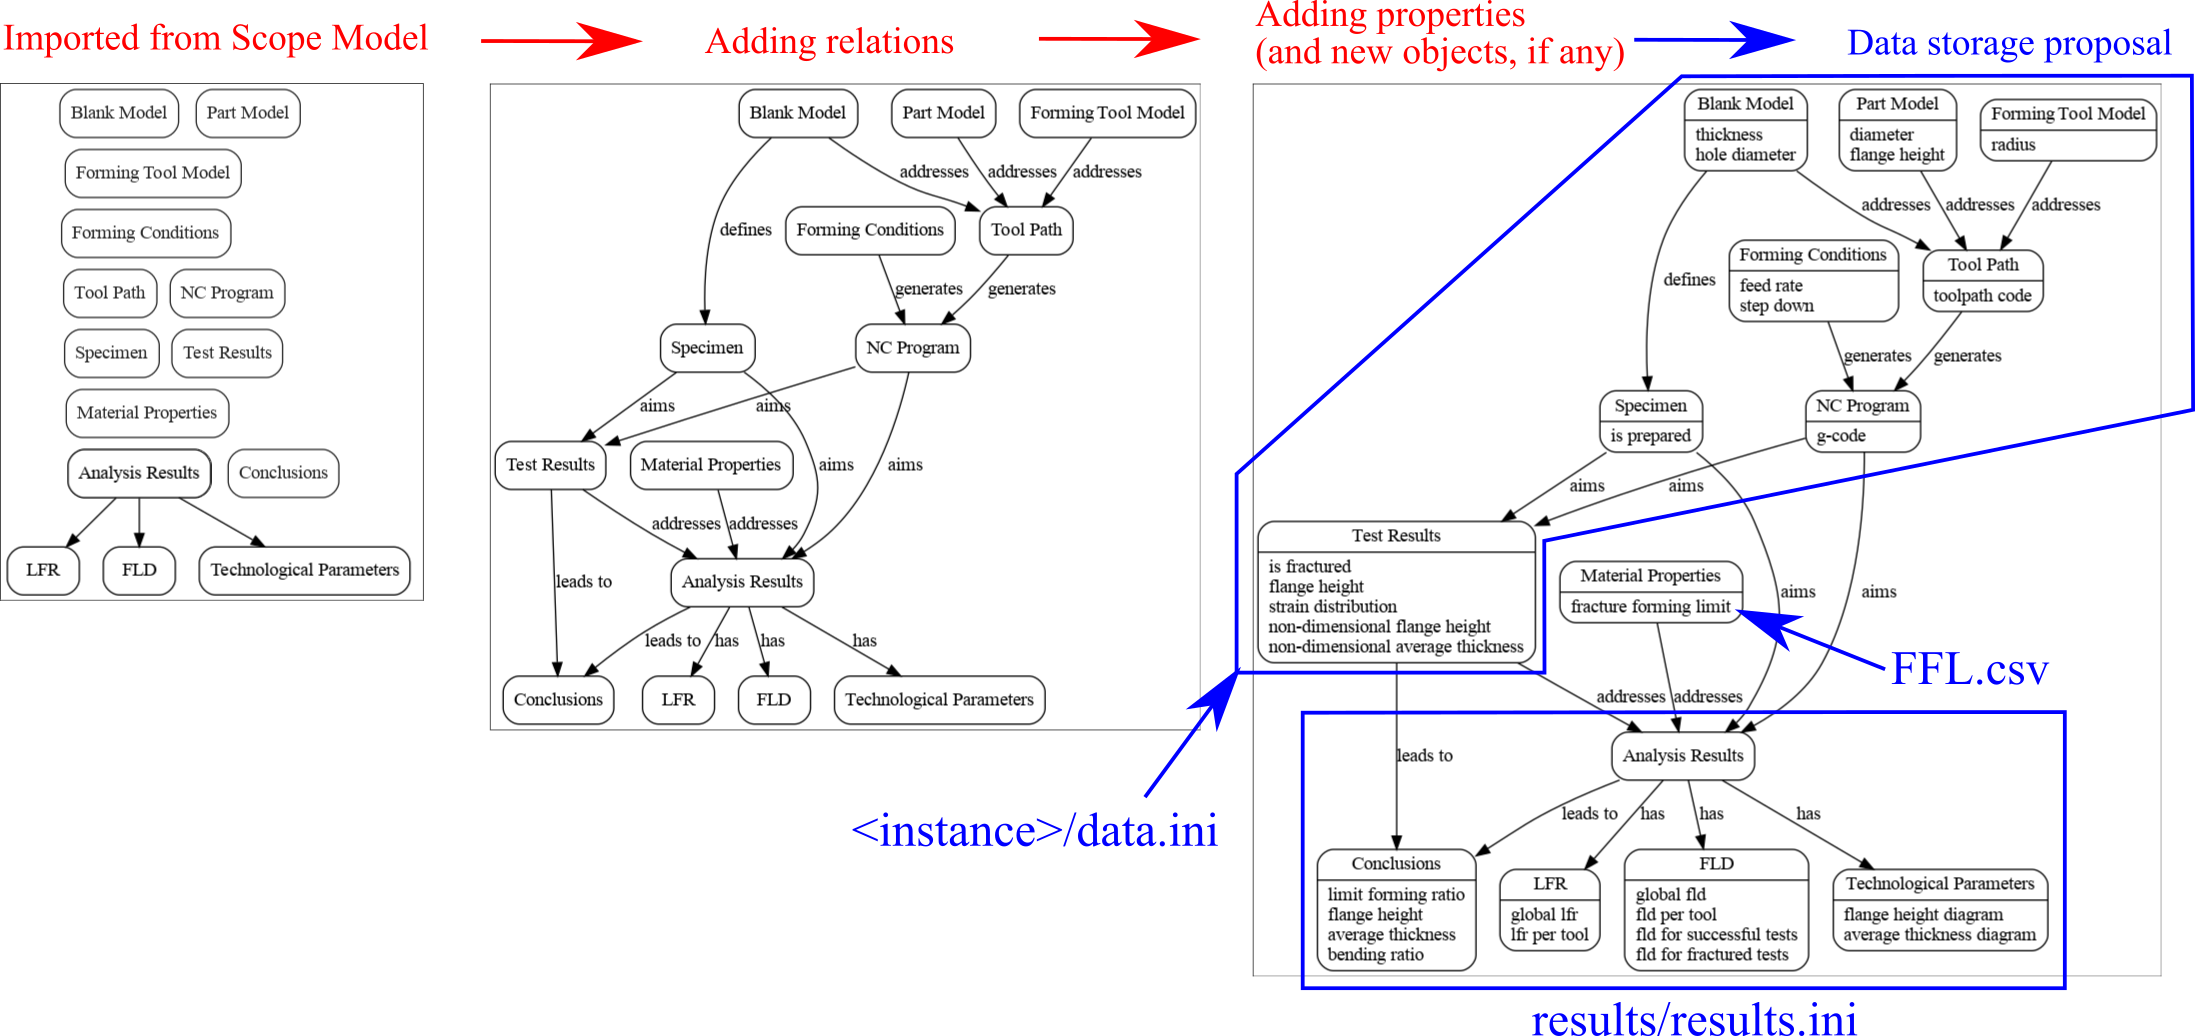 Imported from Scope Model
Adding relations
Adding properties
(and new objects, if any)
Data storage proposal
Blank Model
Part Model
Forming Tool Model
Forming Conditions
Tool Path
NC Program
Specimen
Test Results
Material Properties
Analysis Results
Conclusions
LFR
FLD
Technological Parameters
Blank Model
Part Model
Forming Tool Model
addresses
addresses
addresses
defines
Forming Conditions
Tool Path
generates
generates
Specimen
NC Program
aims
aims
Test Results
Material Properties
aims
aims
addresses
addresses
leads to
Analysis Results
leads to
has
has
has
Conclusions
LFR
FLD
Technological Parameters
Blank Model
thickness
hole diameter
Part Model
diameter
flange height
Forming Tool Model
radius
addresses
addresses
addresses
defines
Forming Conditions
feed rate
step down
Tool Path
toolpath code
generates
generates
Specimen
is prepared
NC Program
g-code
aims
aims
Test Results
is fractured
flange height
strain distribution
non-dimensional flange height
non-dimensional average thickness
Material Properties
fracture forming limit
aims
aims
FFL.csv
addresses
addresses
leads to
Analysis Results
<instance>/data.ini
leads to
has
has
has
Conclusions
limit forming ratio
flange height
average thickness
bending ratio
LFR
global lfr
lfr per tool
FLD
global fld
fld per tool
fld for successful tests
fld for fractured tests
Technological Parameters
flange height diagram
average thickness diagram
results/results.ini